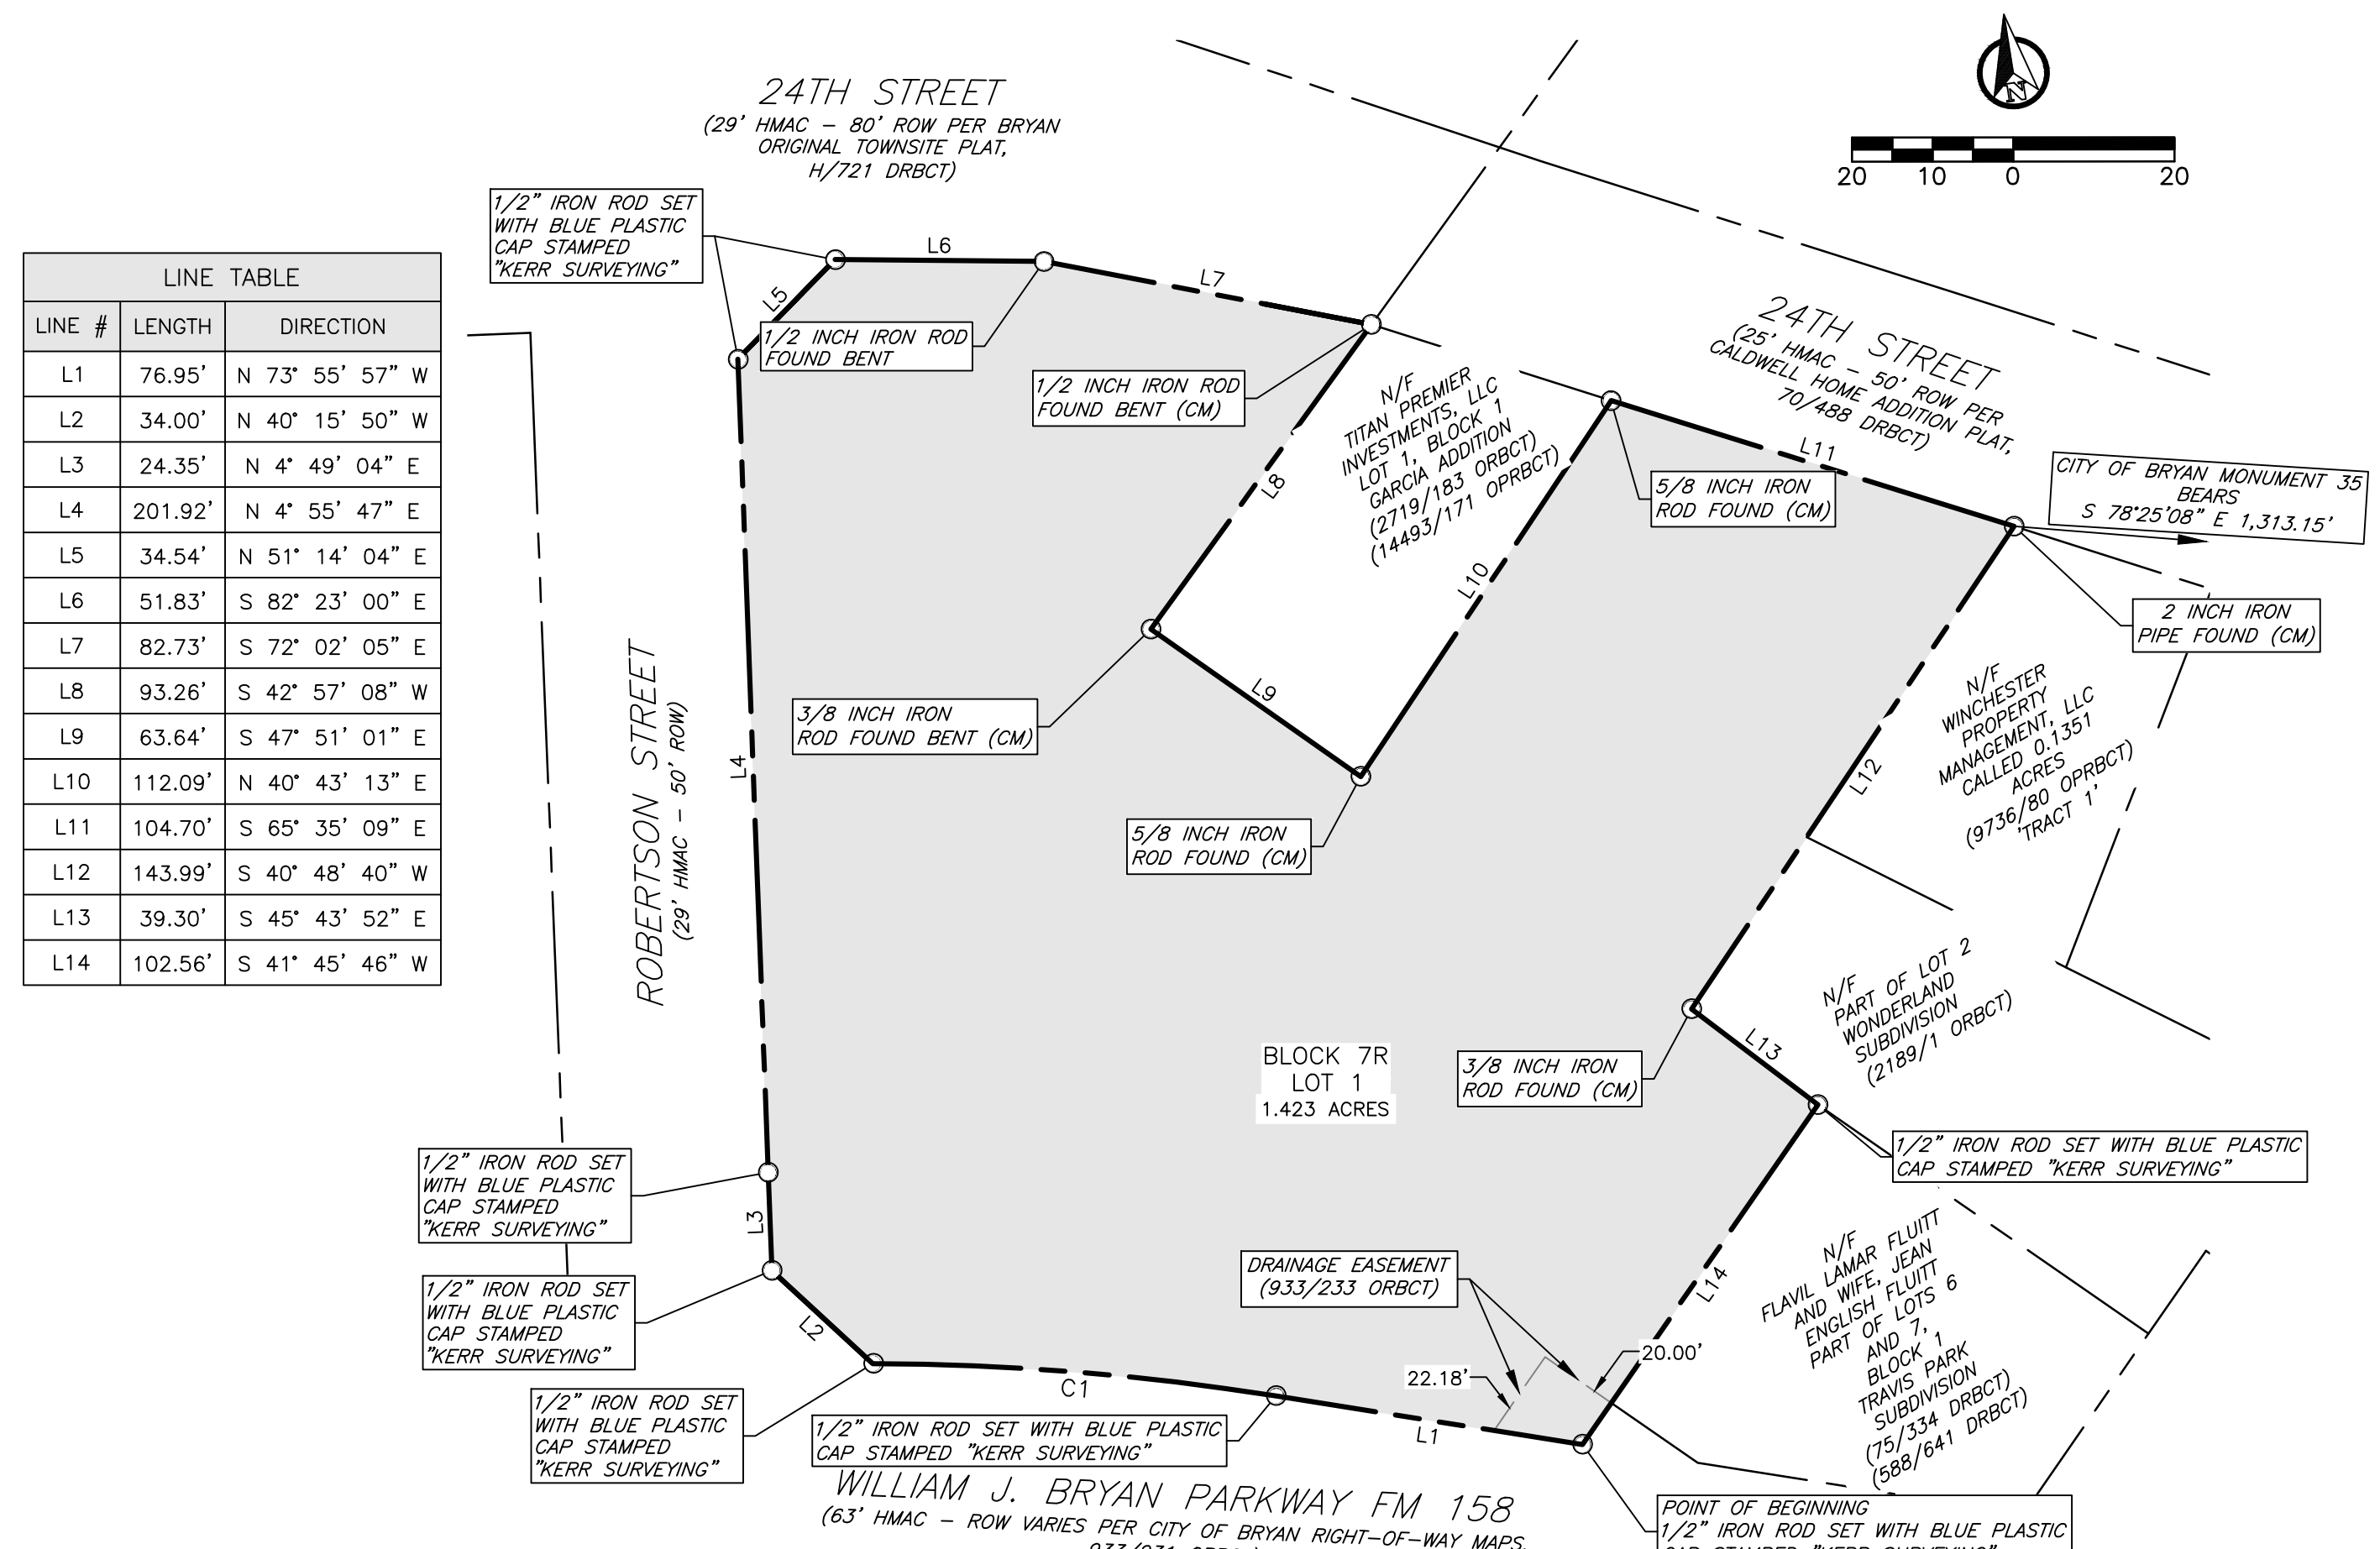 24TH STREET
(29' HMAC – 80' ROW PER BRYAN
ORIGINAL TOWNSITE PLAT,
H/721 DRBCT)
N
20 10 0 20
1/2" IRON ROD SET
WITH BLUE PLASTIC
CAP STAMPED
"KERR SURVEYING"
LINE TABLE
LINE # LENGTH DIRECTION
L1 76.95' N 73° 55' 57" W
L2 34.00' N 40° 15' 50" W
L3 24.35' N 4° 49' 04" E
L4 201.92' N 4° 55' 47" E
L5 34.54' N 51° 14' 04" E
L6 51.83' S 82° 23' 00" E
L7 82.73' S 72° 02' 05" E
L8 93.26' S 42° 57' 08" W
L9 63.64' S 47° 51' 01" E
L10 112.09' N 40° 43' 13" E
L11 104.70' S 65° 35' 09" E
L12 143.99' S 40° 48' 40" W
L13 39.30' S 45° 43' 52" E
L14 102.56' S 41° 45' 46" W
L5
L6
L7
1/2 INCH IRON ROD
FOUND BENT
1/2 INCH IRON ROD
FOUND BENT (CM)
L8
N/F
TITAN PREMIER
INVESTMENTS, LLC
LOT 1, BLOCK 1
GARCIA ADDITION
(2719/183 ORBCT)
(14493/171 OPRBCT)
24TH STREET
(25' HMAC – 50' ROW PER
CALDWELL HOME ADDITION PLAT,
70/488 DRBCT)
L11
5/8 INCH IRON
ROD FOUND (CM)
CITY OF BRYAN MONUMENT 35
BEARS
S 78°25'08" E 1,313.15'
2 INCH IRON
PIPE FOUND (CM)
L10
L9
3/8 INCH IRON
ROD FOUND BENT (CM)
5/8 INCH IRON
ROD FOUND (CM)
ROBERTSON STREET
(29' HMAC – 50' ROW)
L4
L12
N/F
WINCHESTER
PROPERTY
MANAGEMENT, LLC
CALLED 0.1351
ACRES
(9736/80 OPRBCT)
'TRACT 1'
N/F
PART OF LOT 2
WONDERLAND
SUBDIVISION
(2189/1 ORBCT)
BLOCK 7R
LOT 1
1.423 ACRES
3/8 INCH IRON
ROD FOUND (CM)
L13
1/2" IRON ROD SET WITH BLUE PLASTIC
CAP STAMPED "KERR SURVEYING"
1/2" IRON ROD SET
WITH BLUE PLASTIC
CAP STAMPED
"KERR SURVEYING"
L3
1/2" IRON ROD SET
WITH BLUE PLASTIC
CAP STAMPED
"KERR SURVEYING"
L2
1/2" IRON ROD SET
WITH BLUE PLASTIC
CAP STAMPED
"KERR SURVEYING"
C1
DRAINAGE EASEMENT
(933/233 ORBCT)
22.18'
20.00'
L14
N/F
FLAVIL LAMAR FLUITT
AND WIFE, JEAN
ENGLISH FLUITT
PART OF LOTS 6
AND 7,
BLOCK 1
TRAVIS PARK
SUBDIVISION
(75/334 DRBCT)
(588/641 DRBCT)
1/2" IRON ROD SET WITH BLUE PLASTIC
CAP STAMPED "KERR SURVEYING"
L1
WILLIAM J. BRYAN PARKWAY FM 158
(63' HMAC – ROW VARIES PER CITY OF BRYAN RIGHT-OF-WAY MAPS,
POINT OF BEGINNING
1/2" IRON ROD SET WITH BLUE PLASTIC
CAP STAMPED "KERR SURVEYING"